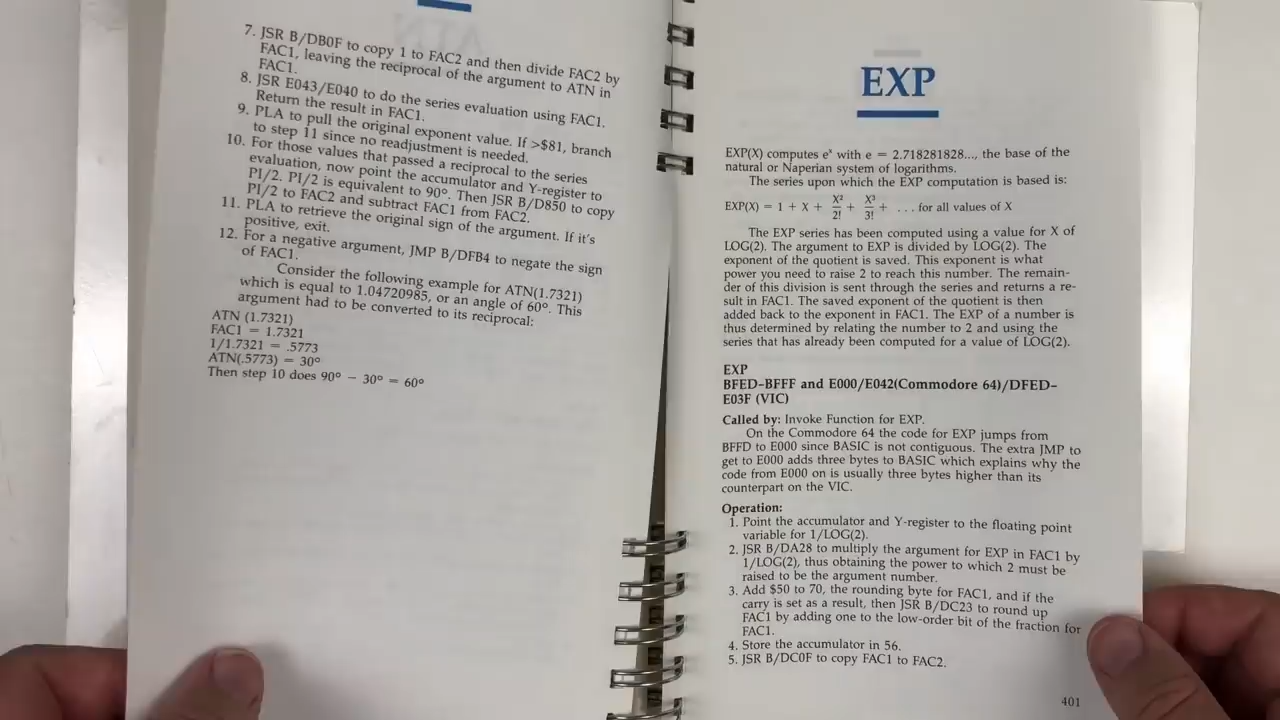 7. JSR B/DB0F to copy 1 to FAC2 and then divide FAC2 by
FAC1, leaving the reciprocal of the argument to ATN in
FAC1.
8. JSR E043/E040 to do the series evaluation using FAC1.
Return the result in FAC1.
9. PLA to pull the original exponent value. If >$81, branch
to step 11 since no readjustment is needed.
10. For those values that passed a reciprocal to the series
evaluation, now point the accumulator and Y-register to
PI/2. PI/2 is equivalent to 90°. Then JSR B/D850 to copy
PI/2 to FAC2 and subtract FAC1 from FAC2.
11. PLA to retrieve the original sign of the argument. If it's
positive, exit.
12. For a negative argument, JMP B/DFB4 to negate the sign
of FAC1.
Consider the following example for ATN(1.7321)
which is equal to 1.04720985, or an angle of 60°. This
argument had to be converted to its reciprocal:
ATN (1.7321)
FAC1 = 1.7321
1/1.7321 = .5773
ATN(.5773) = 30°
Then step 10 does 90° − 30° = 60°
EXP
EXP(X) computes eˣ with e = 2.718281828..., the base of the
natural or Naperian system of logarithms.
The series upon which the EXP computation is based is:
EXP(X) = 1 + X + X²/2! + X³/3! + ... for all values of X
The EXP series has been computed using a value for X of
LOG(2). The argument to EXP is divided by LOG(2). The
exponent of the quotient is saved. This exponent is what
power you need to raise 2 to reach this number. The remain-
der of this division is sent through the series and returns a re-
sult in FAC1. The saved exponent of the quotient is then
added back to the exponent in FAC1. The EXP of a number is
thus determined by relating the number to 2 and using the
series that has already been computed for a value of LOG(2).
EXP
BFED–BFFF and E000/E042(Commodore 64)/DFED–
E03F (VIC)
Called by: Invoke Function for EXP.
On the Commodore 64 the code for EXP jumps from
BFFD to E000 since BASIC is not contiguous. The extra JMP to
get to E000 adds three bytes to BASIC which explains why the
code from E000 on is usually three bytes higher than its
counterpart on the VIC.
Operation:
1. Point the accumulator and Y-register to the floating point
variable for 1/LOG(2).
2. JSR B/DA28 to multiply the argument for EXP in FAC1 by
1/LOG(2), thus obtaining the power to which 2 must be
raised to be the argument number.
3. Add $50 to 70, the rounding byte for FAC1, and if the
carry is set as a result, then JSR B/DC23 to round up
FAC1 by adding one to the low-order bit of the fraction for
FAC1.
4. Store the accumulator in 56.
5. JSR B/DC0F to copy FAC1 to FAC2.
401